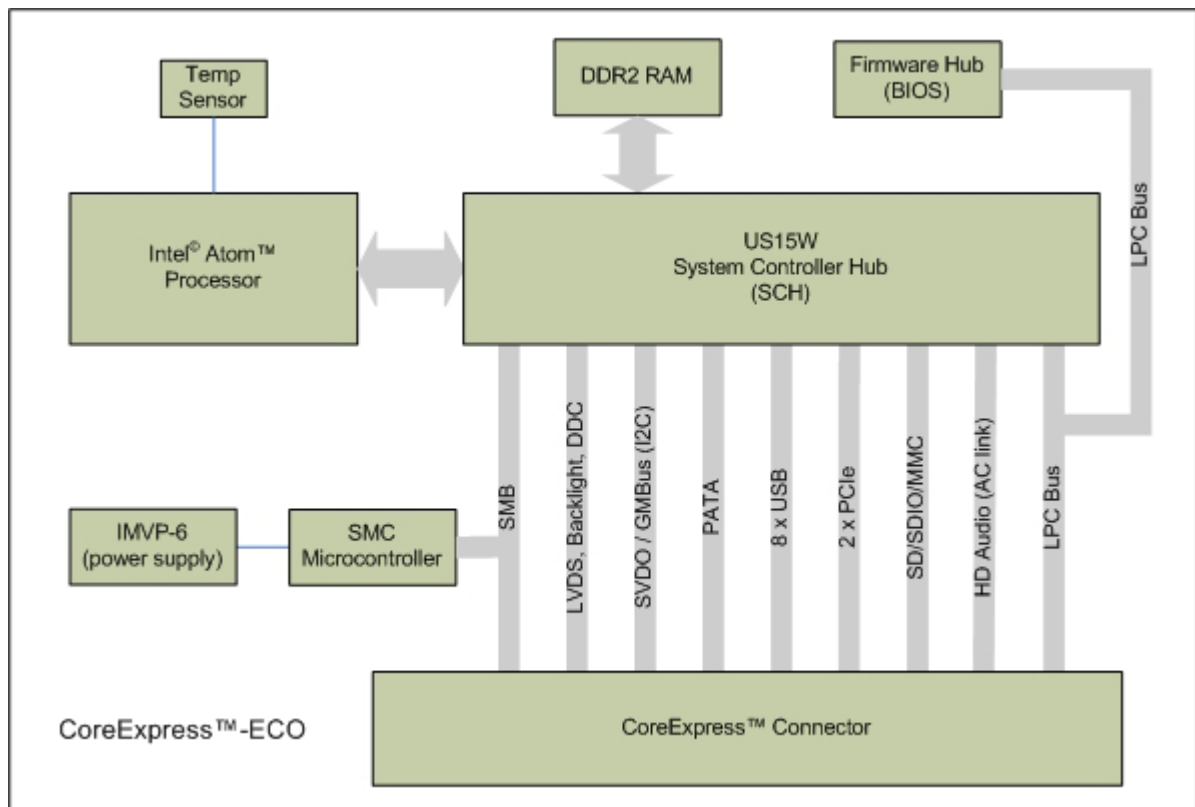 Temp
Sensor
DDR2 RAM
Firmware Hub
(BIOS)
Intel© Atom™
Processor
US15W
System Controller Hub
(SCH)
LPC Bus
IMVP-6
(power supply)
SMC
Microcontroller
SMB
LVDS, Backlight, DDC
SVDO / GMBus (I2C)
PATA
8 x USB
2 x PCIe
SD/SDIO/MMC
HD Audio (AC link)
LPC Bus
CoreExpress™-ECO
CoreExpress™ Connector